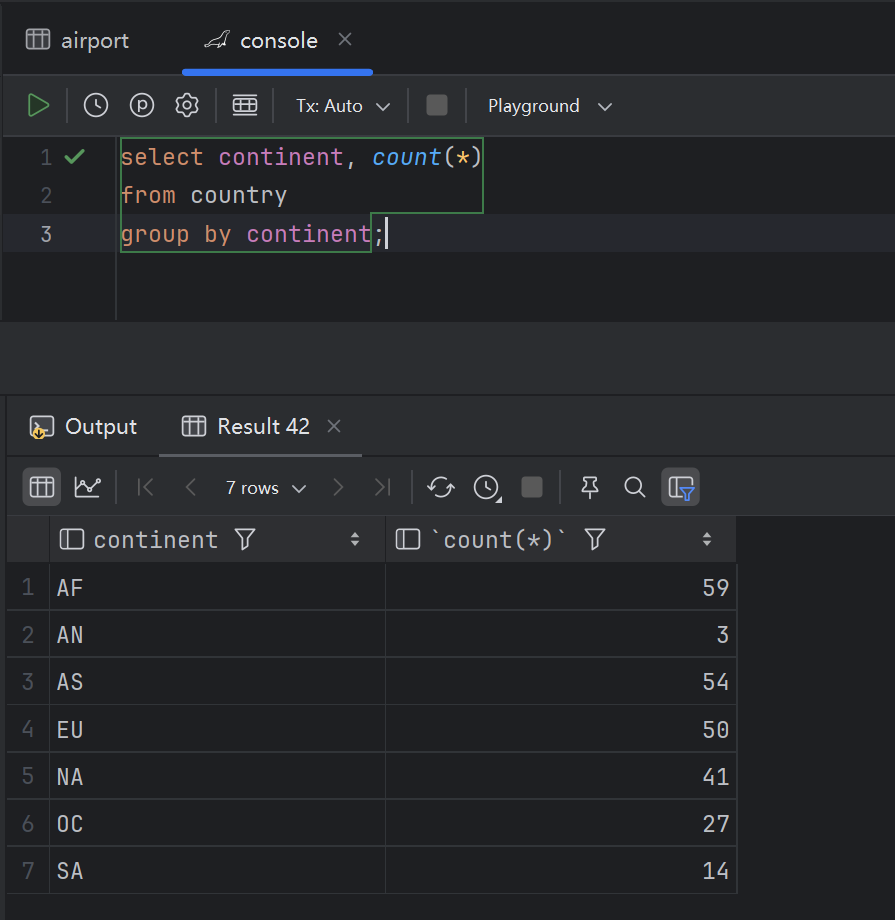 airport console
Tx: Auto Playground
1 select continent, count(*)
2 from country
3 group by continent;
Output Result 42
7 rows
continent `count(*)`
1 AF 59
2 AN 3
3 AS 54
4 EU 50
5 NA 41
6 OC 27
7 SA 14